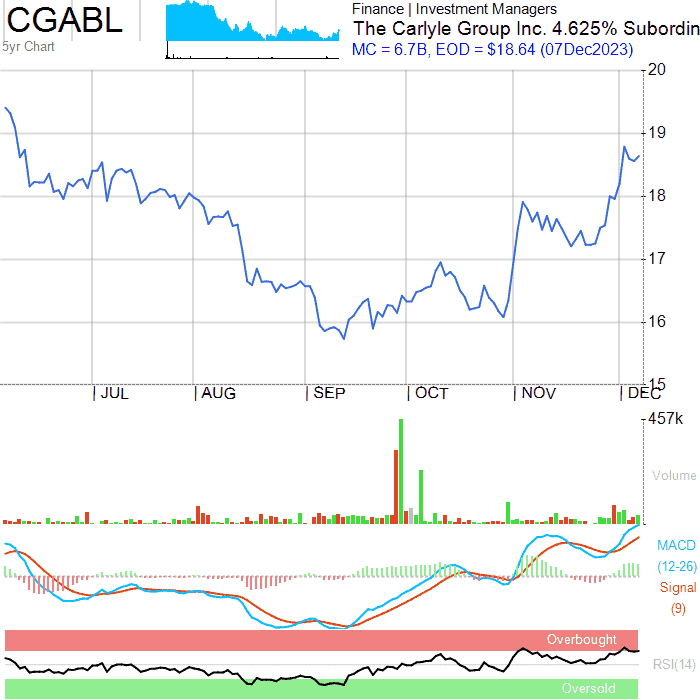 CGABL
5yr Chart
Finance | Investment Managers
The Carlyle Group Inc. 4.625% Subordin
MC = 6.7B, EOD = $18.64 (07Dec2023)
20
19
18
17
16
15
JUL AUG SEP OCT NOV DEC
457k
Volume
MACD
(12-26)
Signal
(9)
Overbought
RSI(14)
Oversold